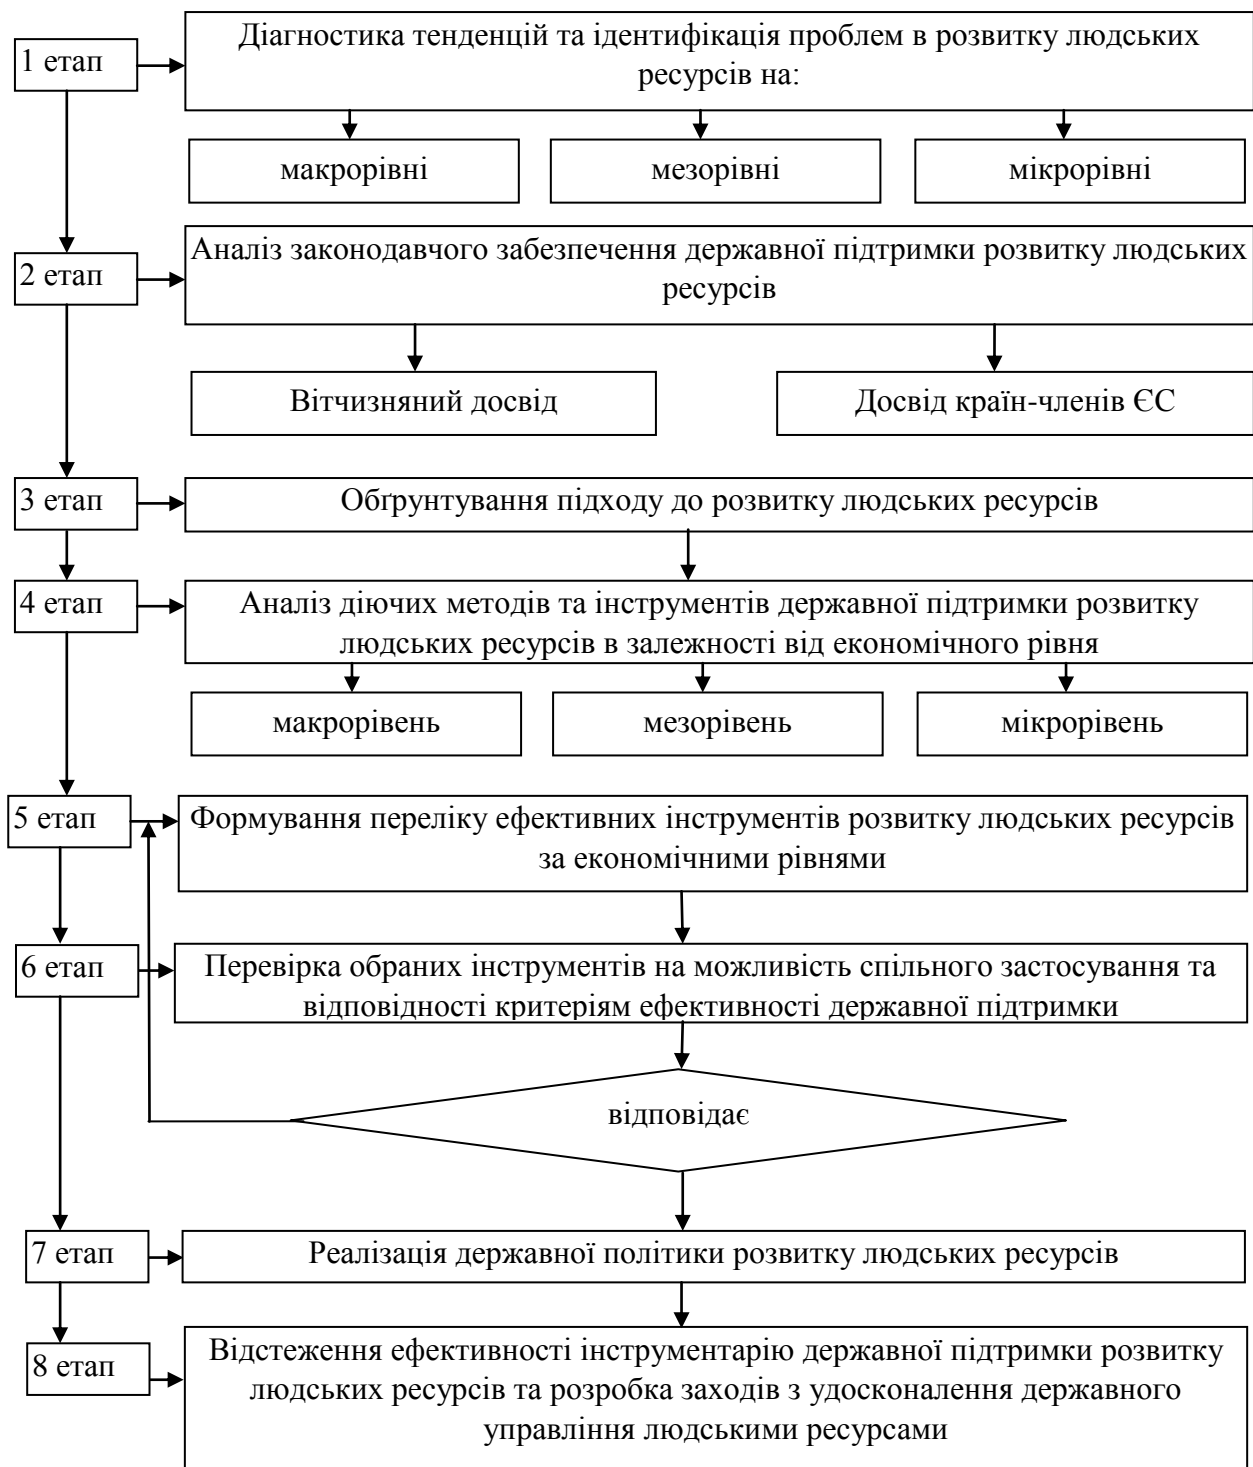 1 етап
Діагностика тенденцій та ідентифікація проблем в розвитку людських
ресурсів на:
макрорівні
мезорівні
мікрорівні
2 етап
Аналіз законодавчого забезпечення державної підтримки розвитку людських
ресурсів
Вітчизняний досвід
Досвід країн-членів ЄС
3 етап
Обґрунтування підходу до розвитку людських ресурсів
4 етап
Аналіз діючих методів та інструментів державної підтримки розвитку
людських ресурсів в залежності від економічного рівня
макрорівень
мезорівень
мікрорівень
5 етап
Формування переліку ефективних інструментів розвитку людських ресурсів
за економічними рівнями
6 етап
Перевірка обраних інструментів на можливість спільного застосування та
відповідності критеріям ефективності державної підтримки
відповідає
7 етап
Реалізація державної політики розвитку людських ресурсів
8 етап
Відстеження ефективності інструментарію державної підтримки розвитку
людських ресурсів та розробка заходів з удосконалення державного
управління людськими ресурсами